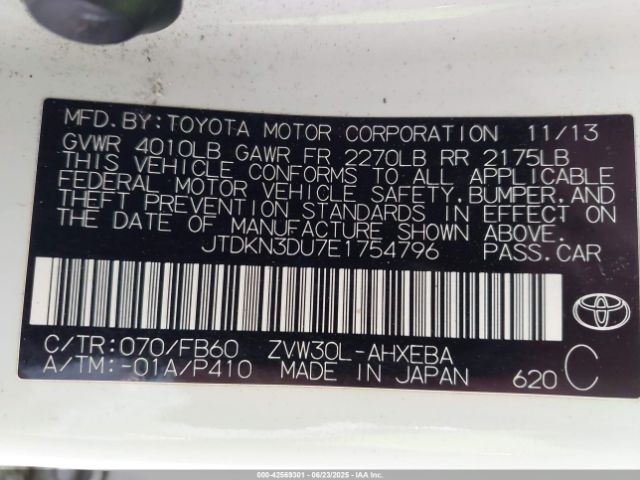 MFD. BY: TOYOTA MOTOR CORPORATION 11/13
GVWR 4010LB GAWR FR 2270LB RR 2175LB
THIS VEHICLE CONFORMS TO ALL APPLICABLE
FEDERAL MOTOR VEHICLE SAFETY, BUMPER, AND
THEFT PREVENTION STANDARDS IN EFFECT ON
THE DATE OF MANUFACTURE SHOWN ABOVE.
JTDKN3DU7E1754796 PASS. CAR
C/TR: 070/FB60 ZVW30L-AHXEBA
A/TM: -01A/P410 MADE IN JAPAN 620 C
000-42569301 - 06/23/2025 - IAA Inc.